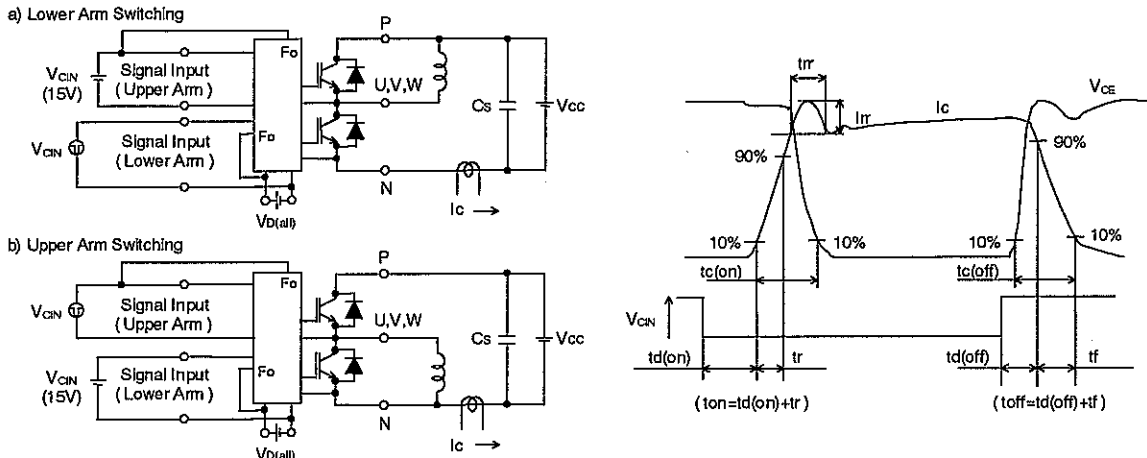 a) Lower Arm Switching
P
Fo
VCIN
(15V)
Signal Input
( Upper Arm )
U,V,W
Cs
Vcc
Fo
VCIN
Signal Input
( Lower Arm )
N
VD(all)
Ic
b) Upper Arm Switching
P
Fo
VCIN
Signal Input
( Upper Arm )
U,V,W
Cs
Vcc
Fo
VCIN
(15V)
Signal Input
( Lower Arm )
N
VD(all)
Ic
trr
VCE
Irr
Ic
90%
90%
10%
10%
10%
10%
tc(on)
tc(off)
VCIN
td(on)
tr
td(off)
tf
( ton=td(on)+tr)
( toff=td(off)+tf)